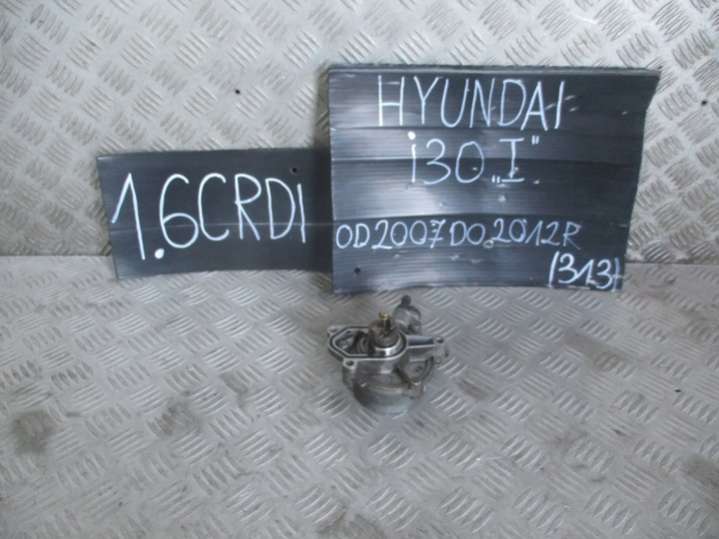 1.6CRDI
HYUNDAI
i30 „I"
OD2007DO2012R
(313)